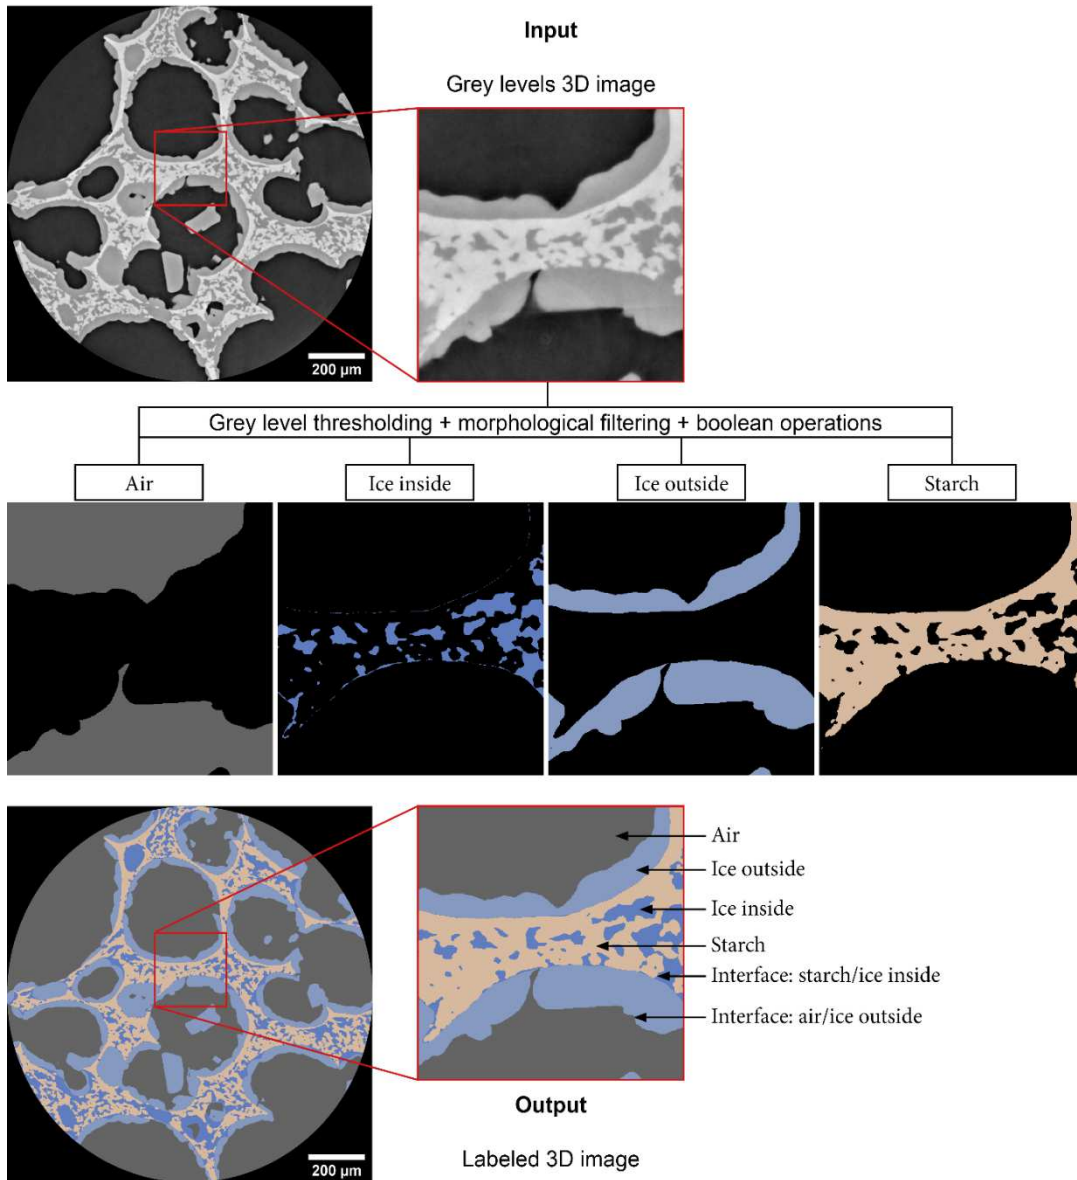 Input
Grey levels 3D image
200 µm
Grey level thresholding + morphological filtering + boolean operations
Air
Ice inside
Ice outside
Starch
Air
Ice outside
Ice inside
Starch
Interface: starch/ice inside
Interface: air/ice outside
Output
200 µm
Labeled 3D image